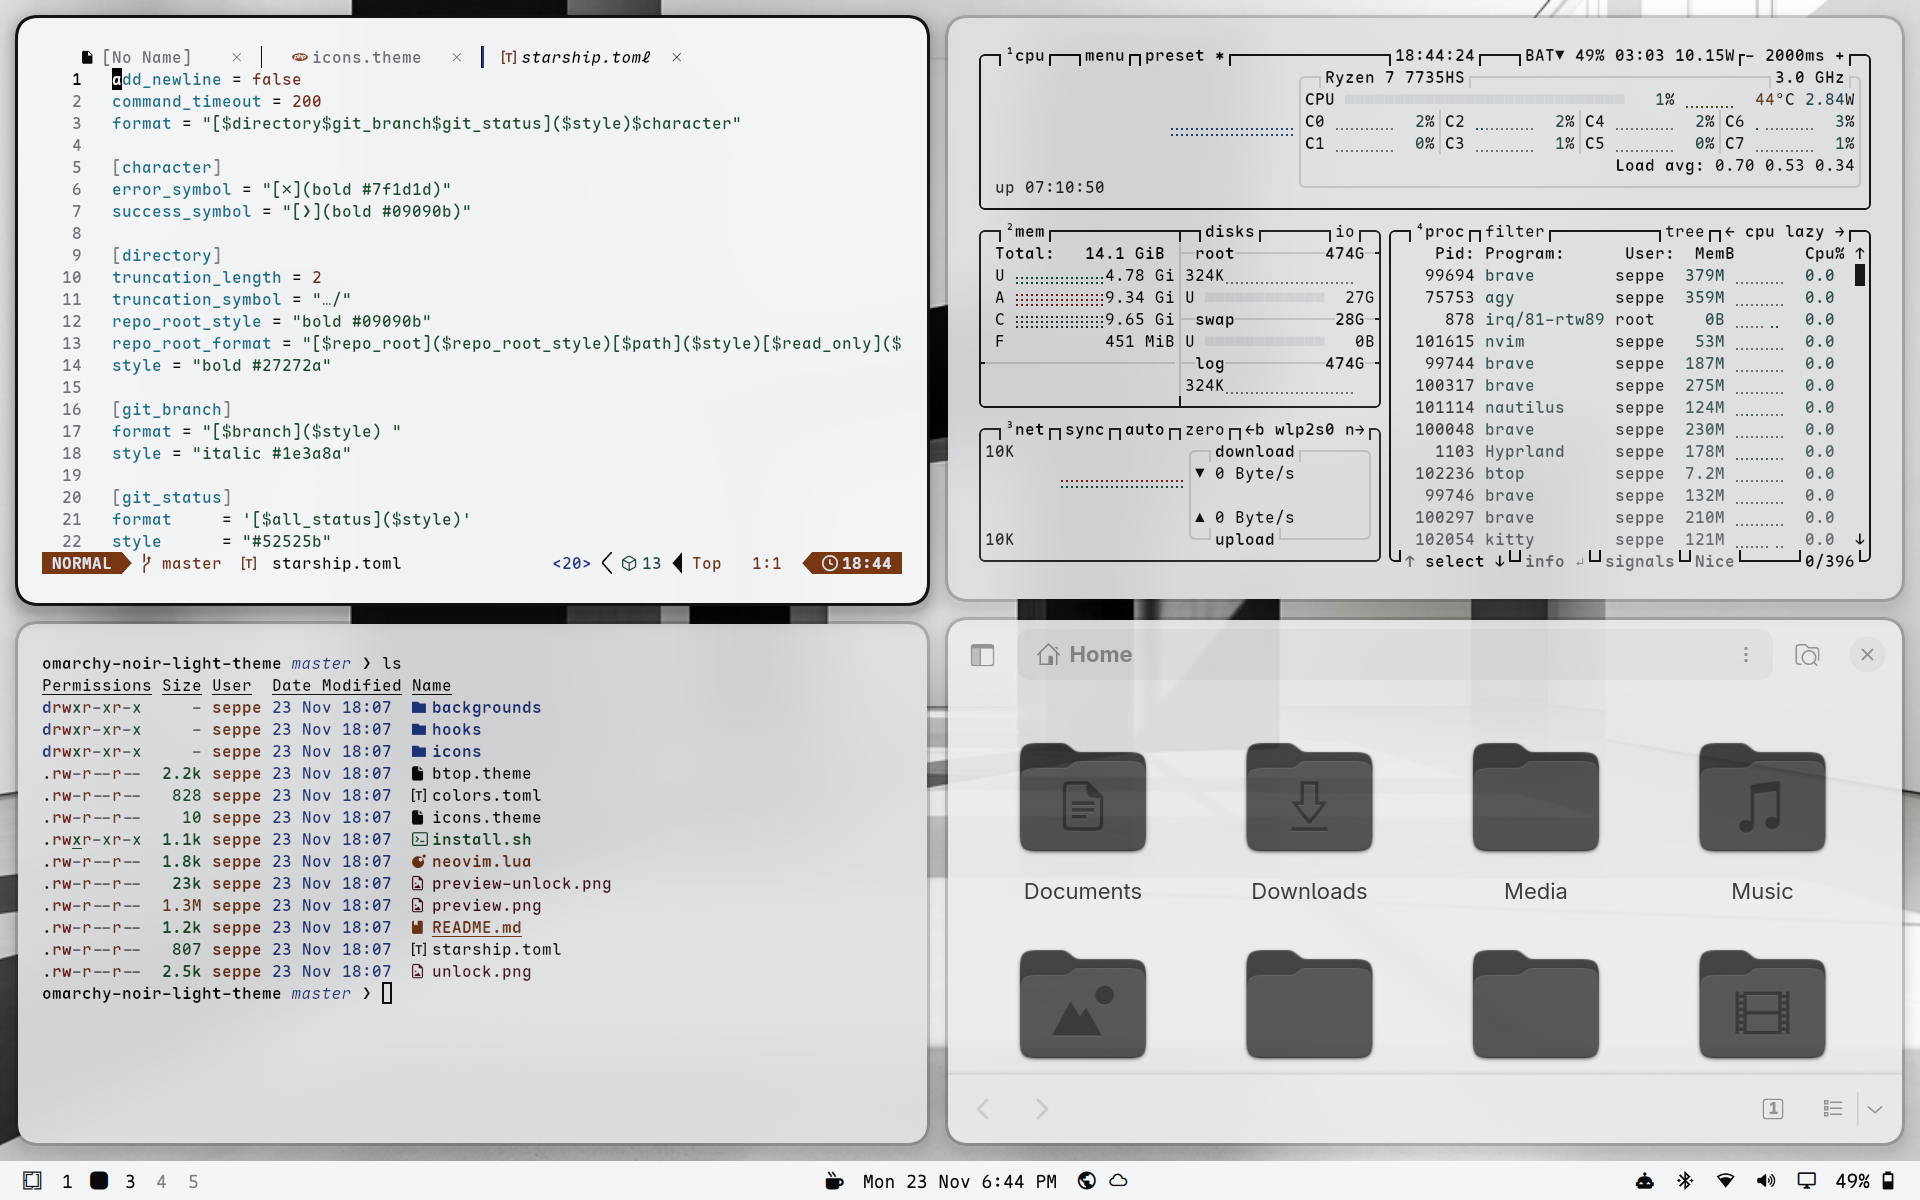 [No Name] × icons.theme × [T] starship.toml ×
1 add_newline = false
2 command_timeout = 200
3 format = "[$directory$git_branch$git_status]($style)$character"
4
5 [character]
6 error_symbol = "[×](bold #7f1d1d)"
7 success_symbol = "[❯](bold #09090b)"
8
9 [directory]
10 truncation_length = 2
11 truncation_symbol = "…/"
12 repo_root_style = "bold #09090b"
13 repo_root_format = "[$repo_root]($repo_root_style)[$path]($style)[$read_only]($
14 style = "bold #27272a"
15
16 [git_branch]
17 format = "[$branch]($style) "
18 style = "italic #1e3a8a"
19
20 [git_status]
21 format = '[$all_status]($style)'
22 style = "#52525b"
NORMAL master [T] starship.toml <20> 13 Top 1:1 18:44
1cpu menu preset * 18:44:24 BAT▼ 49% 03:03 10.15W - 2000ms +
Ryzen 7 7735HS 3.0 GHz
CPU 1% 44°C 2.84W
C0 2% C2 2% C4 2% C6 3%
C1 0% C3 1% C5 0% C7 1%
Load avg: 0.70 0.53 0.34
up 07:10:50
2mem disks io
Total: 14.1 GiB root 474G
U 4.78 Gi 324K
A 9.34 Gi U 27G
C 9.65 Gi swap 28G
F 451 MiB U 0B
log 474G
324K
3net sync auto zero ←b wlp2s0 n→
10K download
▼ 0 Byte/s
▲ 0 Byte/s
10K upload
4proc filter tree ← cpu lazy →
Pid: Program: User: MemB Cpu% ↑
99694 brave seppe 379M 0.0
75753 agy seppe 359M 0.0
878 irq/81-rtw89 root 0B 0.0
101615 nvim seppe 53M 0.0
99744 brave seppe 187M 0.0
100317 brave seppe 275M 0.0
101114 nautilus seppe 124M 0.0
100048 brave seppe 230M 0.0
1103 Hyprland seppe 178M 0.0
102236 btop seppe 7.2M 0.0
99746 brave seppe 132M 0.0
100297 brave seppe 210M 0.0
102054 kitty seppe 121M 0.0 ↓
↑ select ↓ info ↵ signals Nice 0/396
omarchy-noir-light-theme master ❯ ls
Permissions Size User Date Modified Name
drwxr-xr-x - seppe 23 Nov 18:07 backgrounds
drwxr-xr-x - seppe 23 Nov 18:07 hooks
drwxr-xr-x - seppe 23 Nov 18:07 icons
.rw-r--r-- 2.2k seppe 23 Nov 18:07 btop.theme
.rw-r--r-- 828 seppe 23 Nov 18:07 [T] colors.toml
.rw-r--r-- 10 seppe 23 Nov 18:07 icons.theme
.rwxr-xr-x 1.1k seppe 23 Nov 18:07 install.sh
.rw-r--r-- 1.8k seppe 23 Nov 18:07 neovim.lua
.rw-r--r-- 23k seppe 23 Nov 18:07 preview-unlock.png
.rw-r--r-- 1.3M seppe 23 Nov 18:07 preview.png
.rw-r--r-- 1.2k seppe 23 Nov 18:07 README.md
.rw-r--r-- 807 seppe 23 Nov 18:07 [T] starship.toml
.rw-r--r-- 2.5k seppe 23 Nov 18:07 unlock.png
omarchy-noir-light-theme master ❯
Home
Documents Downloads Media Music
1
1 3 4 5 Mon 23 Nov 6:44 PM 49%